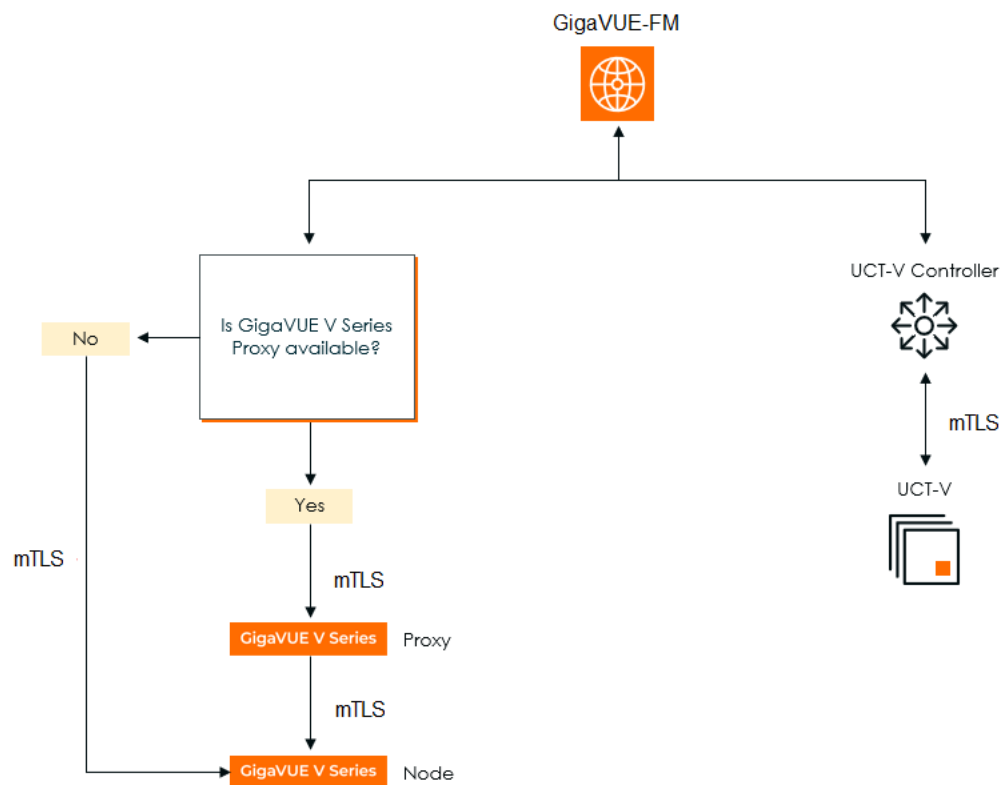 GigaVUE-FM
UCT-V Controller
Is GigaVUE V Series
Proxy available?
No
mTLS
UCT-V
Yes
mTLS
mTLS
GigaVUE V Series Proxy
mTLS
GigaVUE V Series Node